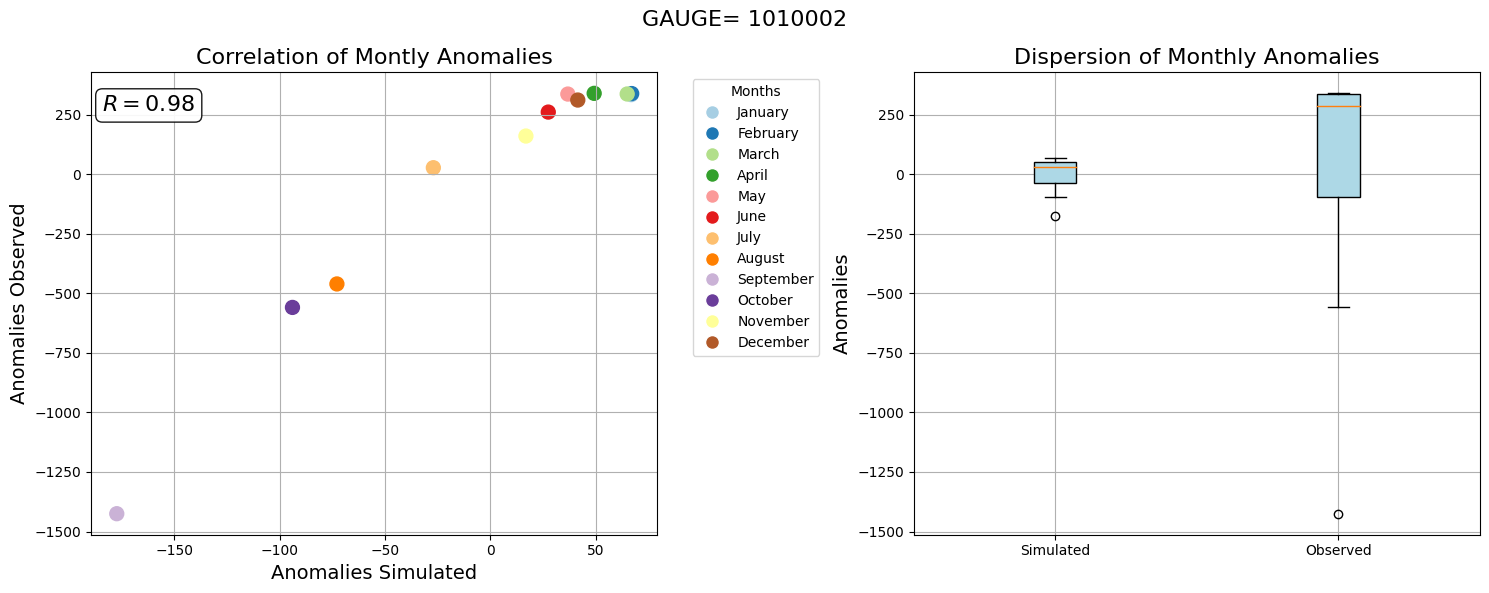 GAUGE= 1010002
Correlation of Montly Anomalies
R = 0.98
250
0
−250
−500
−750
−1000
−1250
−1500
−150
−100
−50
0
50
Anomalies Observed
Anomalies Simulated
Months
January
February
March
April
May
June
July
August
September
October
November
December
Dispersion of Monthly Anomalies
250
0
−250
−500
−750
−1000
−1250
−1500
Anomalies
Simulated
Observed